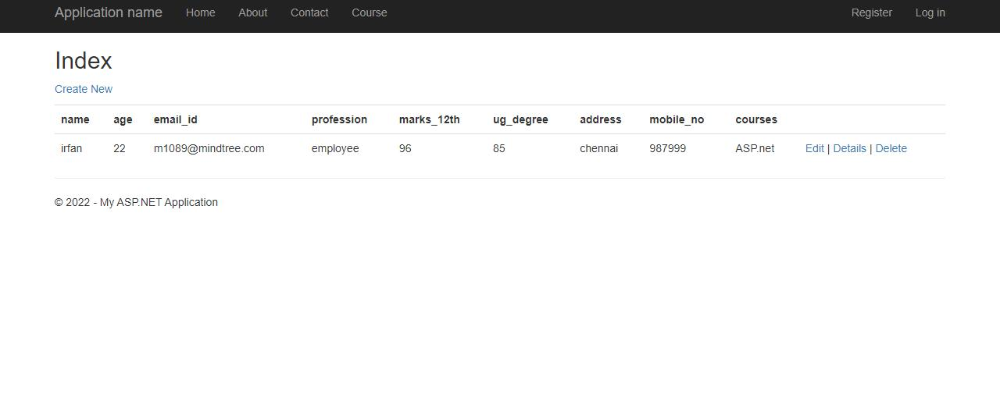 Application name Home About Contact Course Register Log in
Index
Create New
name age email_id profession marks_12th ug_degree address mobile_no courses
irfan 22 m1089@mindtree.com employee 96 85 chennai 987999 ASP.net Edit | Details | Delete
© 2022 - My ASP.NET Application